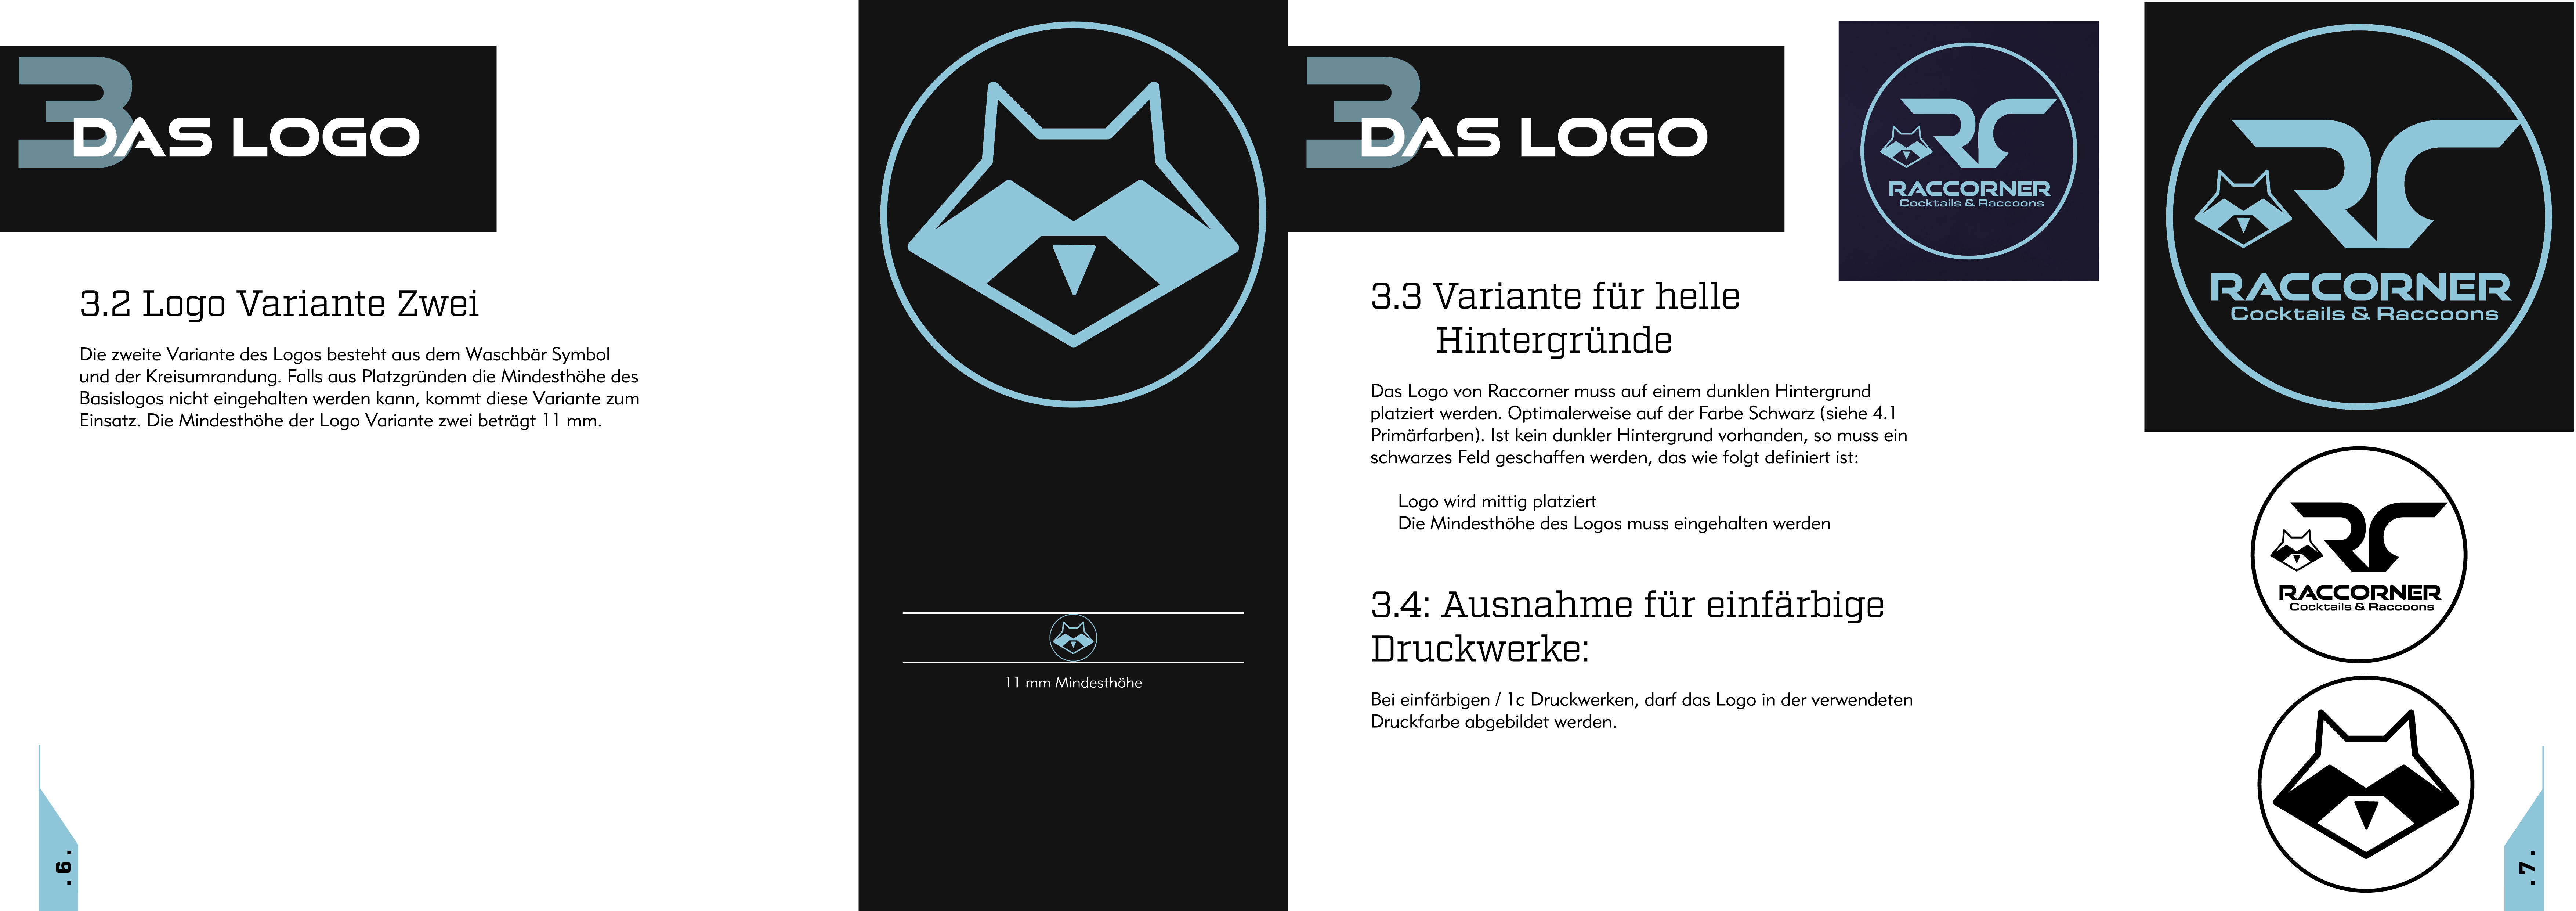 3
DAS LOGO
3.2 Logo Variante Zwei
Die zweite Variante des Logos besteht aus dem Waschbär Symbol
und der Kreisumrandung. Falls aus Platzgründen die Mindesthöhe des
Basislogos nicht eingehalten werden kann, kommt diese Variante zum
Einsatz. Die Mindesthöhe der Logo Variante zwei beträgt 11 mm.
11 mm Mindesthöhe
. 6 .
3
DAS LOGO
3.3 Variante für helle
Hintergründe
Das Logo von Raccorner muss auf einem dunklen Hintergrund
platziert werden. Optimalerweise auf der Farbe Schwarz (siehe 4.1
Primärfarben). Ist kein dunkler Hintergrund vorhanden, so muss ein
schwarzes Feld geschaffen werden, das wie folgt definiert ist:
Logo wird mittig platziert
Die Mindesthöhe des Logos muss eingehalten werden
3.4: Ausnahme für einfärbige
Druckwerke:
Bei einfärbigen / 1c Druckwerken, darf das Logo in der verwendeten
Druckfarbe abgebildet werden.
RC
RACCORNER
Cocktails & Raccoons
RC
RACCORNER
Cocktails & Raccoons
RC
RACCORNER
Cocktails & Raccoons
. 7 .